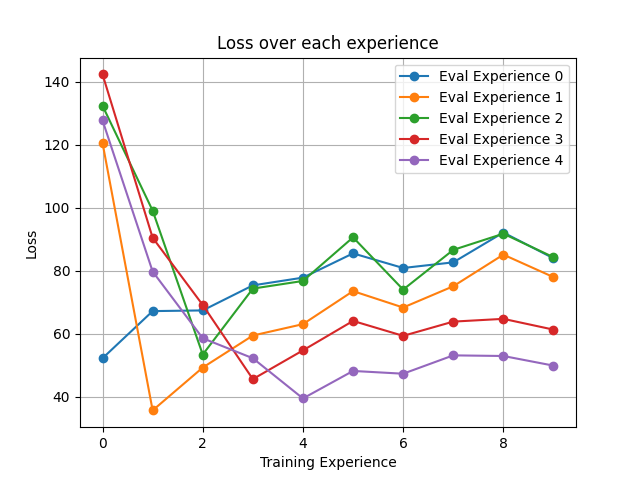 Loss over each experience
Eval Experience 0
Eval Experience 1
Eval Experience 2
Eval Experience 3
Eval Experience 4
140
120
100
80
60
40
Loss
0 2 4 6 8
Training Experience